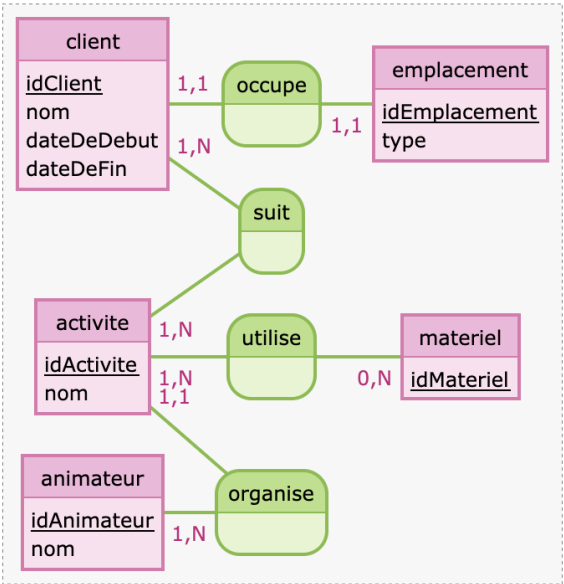 client
idClient
nom
dateDeDebut
dateDeFin
1,1
occupe
1,1
emplacement
idEmplacement
type
1,N
suit
1,N
activite
idActivite
nom
1,N
utilise
0,N
materiel
idMateriel
1,1
organise
1,N
animateur
idAnimateur
nom